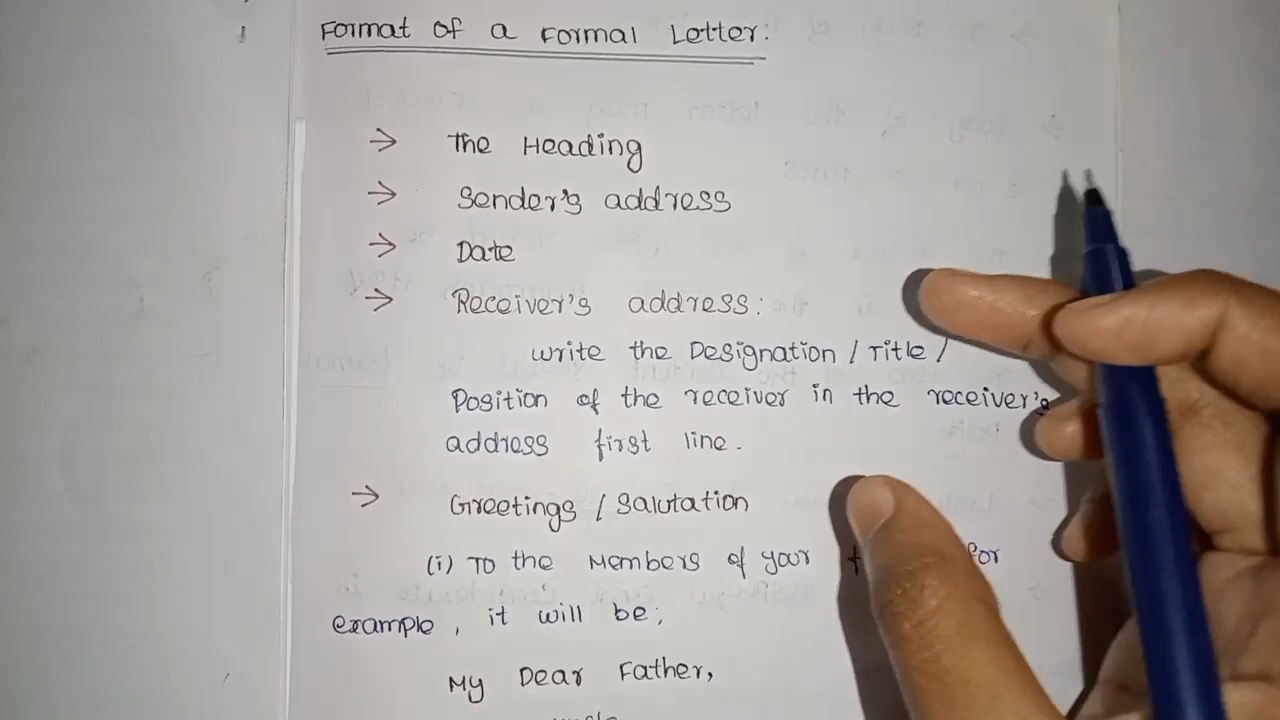 Format of a Formal Letter:
→ The Heading
→ Sender's address
→ Date
→ Receiver's address:
write the Designation / Title /
Position of the receiver in the receiver's
address first line.
→ Greetings / Salutation
(i) To the Members of your for
example, it will be;
My Dear Father,